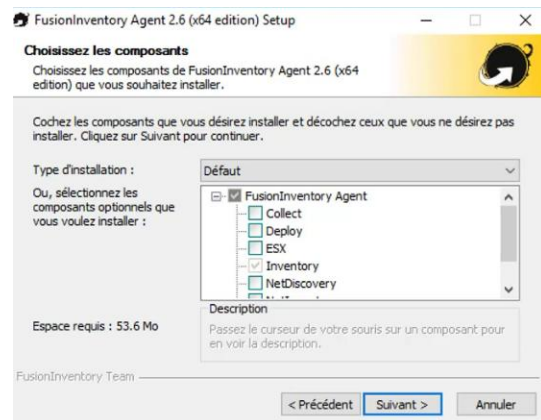 FusionInventory Agent 2.6 (x64 edition) Setup
Choisissez les composants
Choisissez les composants de FusionInventory Agent 2.6 (x64
edition) que vous souhaitez installer.
Cochez les composants que vous désirez installer et décochez ceux que vous ne désirez pas
installer. Cliquez sur Suivant pour continuer.
Type d'installation :
Défaut
Ou, sélectionnez les
composants optionnels que
vous voulez installer :
FusionInventory Agent
Collect
Deploy
ESX
Inventory
NetDiscovery
Espace requis : 53.6 Mo
Description
Passez le curseur de votre souris sur un composant pour
en voir la description.
FusionInventory Team
< Précédent
Suivant >
Annuler